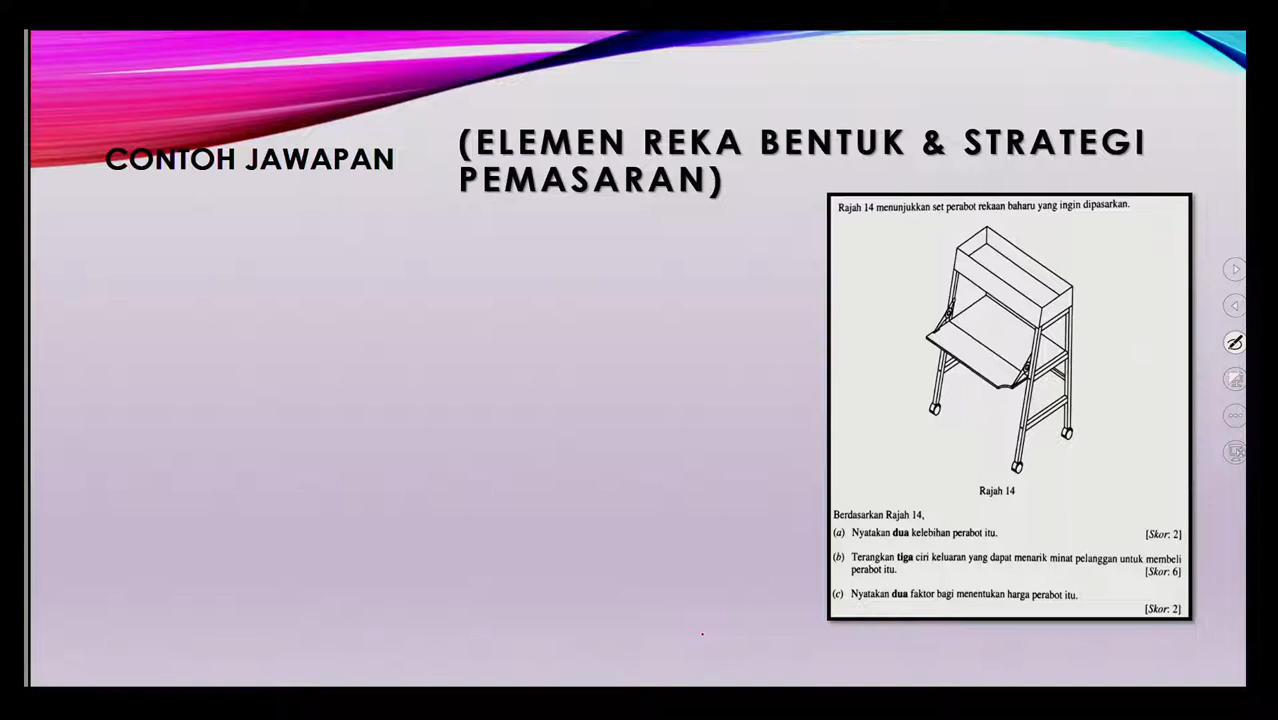 CONTOH JAWAPAN
(ELEMEN REKA BENTUK & STRATEGI
PEMASARAN)
Rajah 14 menunjukkan set perabot rekaan baharu yang ingin dipasarkan.
Rajah 14
Berdasarkan Rajah 14,
(a) Nyatakan dua kelebihan perabot itu. [Skor: 2]
(b) Terangkan tiga ciri keluaran yang dapat menarik minat pelanggan untuk membeli
perabot itu. [Skor: 6]
(c) Nyatakan dua faktor bagi menentukan harga perabot itu.
[Skor: 2]